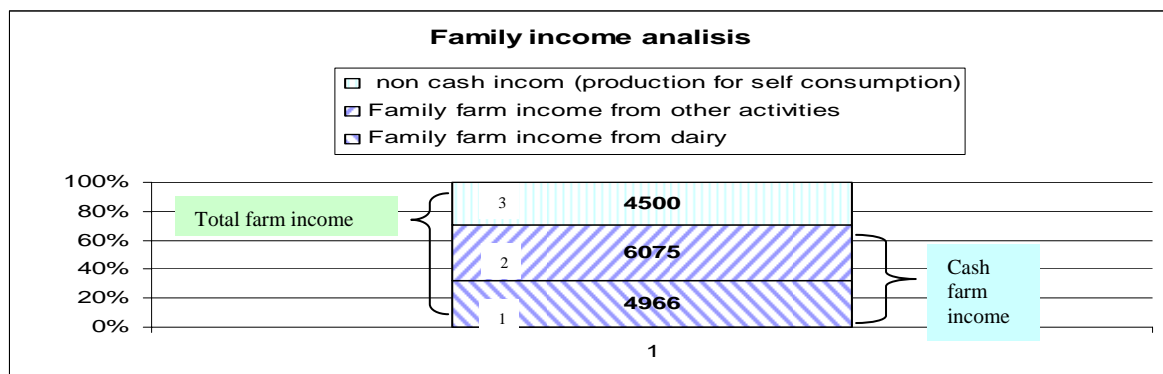 Family income analisis
non cash incom (production for self consumption)
Family farm income from other activities
Family farm income from dairy
100%
80%
60%
40%
20%
0%
Total farm income
3
4500
2
6075
1
4966
Cash
farm
income
1